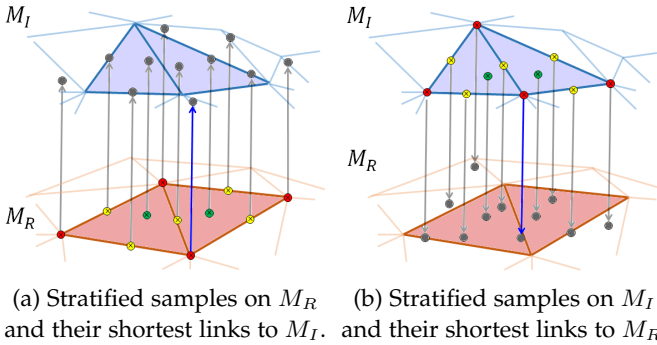 M_I
M_R
(a) Stratified samples on M_R
and their shortest links to M_I.
M_I
M_R
(b) Stratified samples on M_I
and their shortest links to M_R